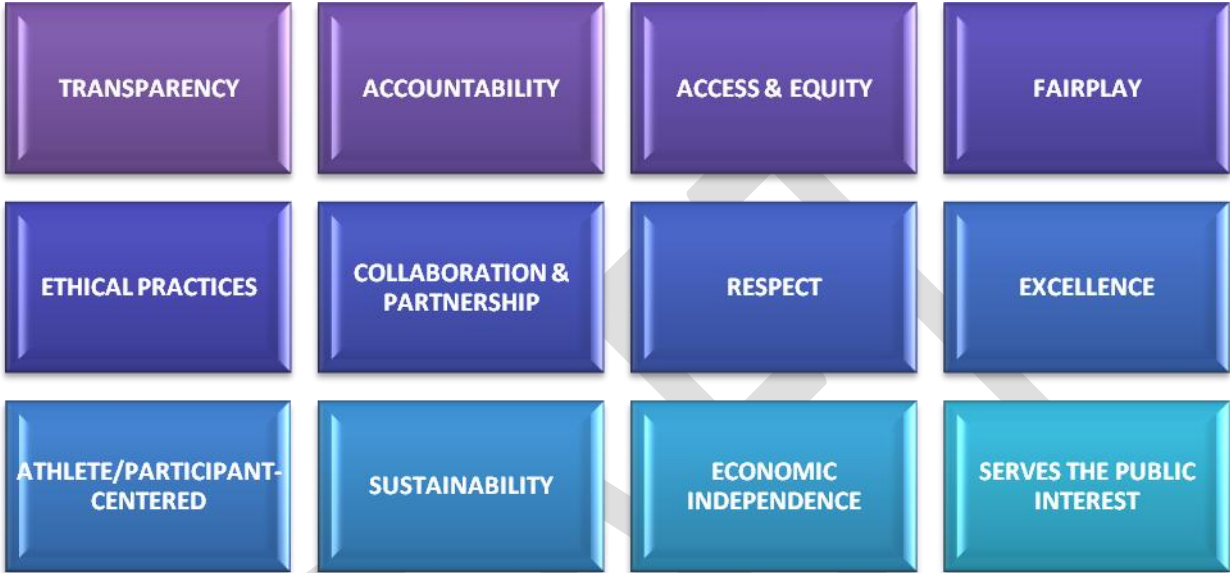 TRANSPARENCY
ACCOUNTABILITY
ACCESS & EQUITY
FAIRPLAY
ETHICAL PRACTICES
COLLABORATION &
PARTNERSHIP
RESPECT
EXCELLENCE
ATHLETE/PARTICIPANT-
CENTERED
SUSTAINABILITY
ECONOMIC
INDEPENDENCE
SERVES THE PUBLIC
INTEREST